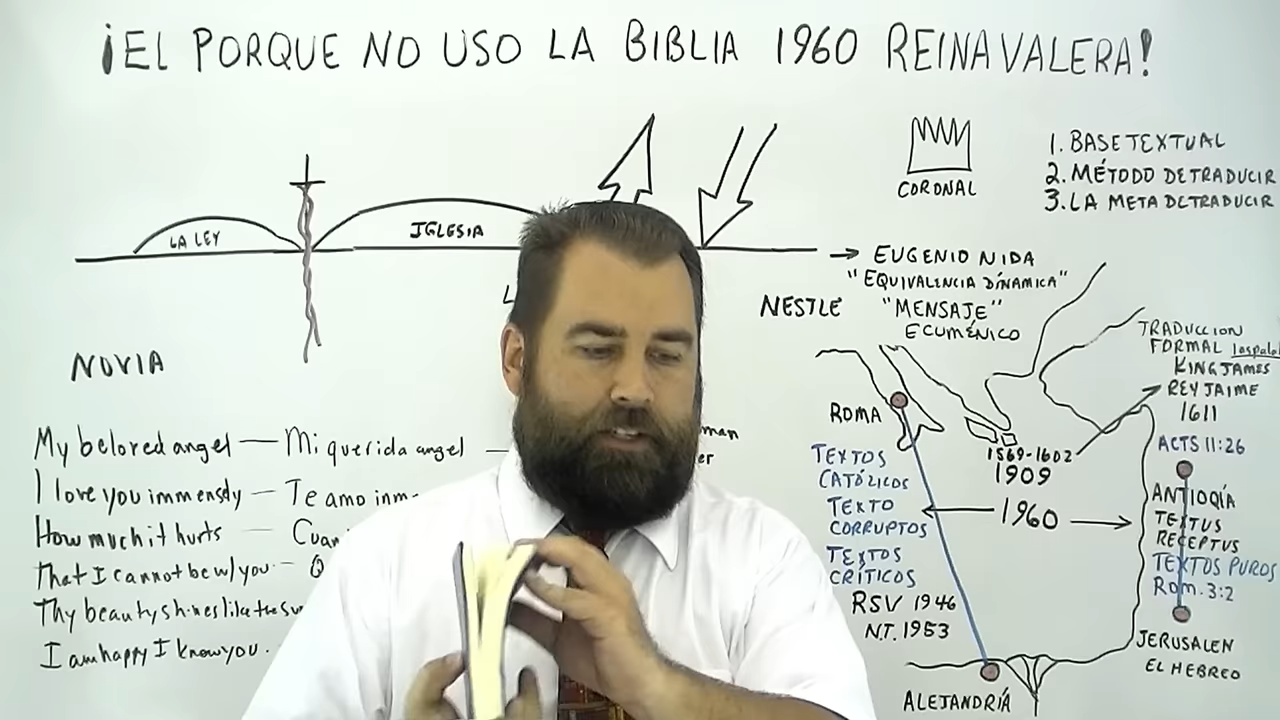 ¡EL PORQUE NO USO LA BIBLIA 1960 REINA VALERA!
LA LEY
IGLESIA
L
NOVIA
My beloved angel — Mi querida angel —
I love you immensly — Te amo inm
How much it hurts — Cuan
That I cannot be w/ you —
Thy beauty shines like the su
I am happy I know you.
man
er
CORONAL
1. BASE TEXTUAL
2. MÉTODO DE TRADUCIR
3. LA META DE TRADUCIR
→ EUGENIO NIDA
"EQUIVALENCIA DÍNAMICA"
NESTLE "MENSAJE"
ECUMÉNICO
TRADUCCION
FORMAL
KING JAMES
REY JAIME
1611
ROMA
1569-1602
1909
1960
TEXTOS
CATÓLICOS
TEXTO
CORRUPTOS
TEXTOS
CRÍTICOS
RSV 1946
N.T. 1953
ALEJANDRÍA
ACTS 11:26
ANTIOQÍA
TEXTUS
RECEPTUS
TEXTOS PUROS
Rom. 3:2
JERUSALEN
EL HEBREO